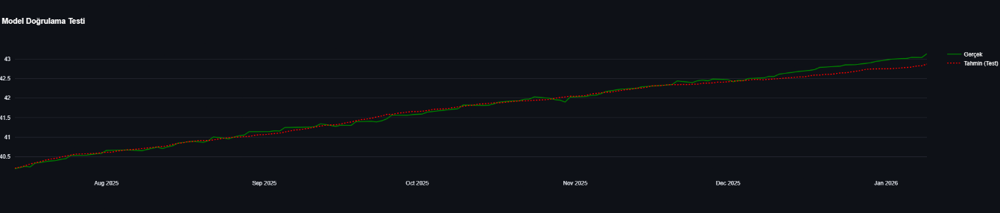 Model Doğrulama Testi
Gerçek
Tahmin (Test)
43
42.5
42
41.5
41
40.5
Aug 2025
Sep 2025
Oct 2025
Nov 2025
Dec 2025
Jan 2026